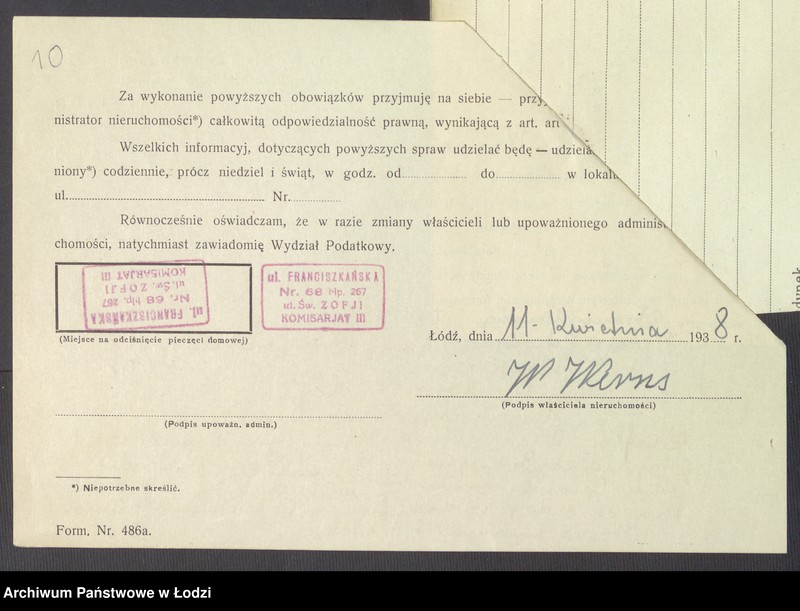 10
Za wykonanie powyższych obowiązków przyjmuję na siebie —
nistrator nieruchomości*) całkowitą odpowiedzialność prawną, wynikającą z art. art
Wszelkich informacyj, dotyczących powyższych spraw udzielać będę — udziela
niony*) codziennie, prócz niedziel i świąt, w godz. od........ do........ w lokalu
ul........ Nr........
Równocześnie oświadczam, że w razie zmiany właścicieli lub upoważnionego adminis
chomości, natychmiast zawiadomię Wydział Podatkowy.
ul. FRANCISZKAŃSKA
Nr. 68 hip. 267
ul. Św. ZOFJI
KOMISARJAT III
ul. FRANCISZKAŃSKA
Nr. 68 hip. 267
ul. Św. ZOFJI
KOMISARJAT III
(Miejsce na odciśnięcie pieczęci domowej)
Łódź, dnia 11- Kwietnia 1938 r.
(Podpis właściciela nieruchomości)
(Podpis upoważn. admin.)
*) Niepotrzebne skreślić.
Form. Nr. 486a.
Archiwum Państwowe w Łodzi